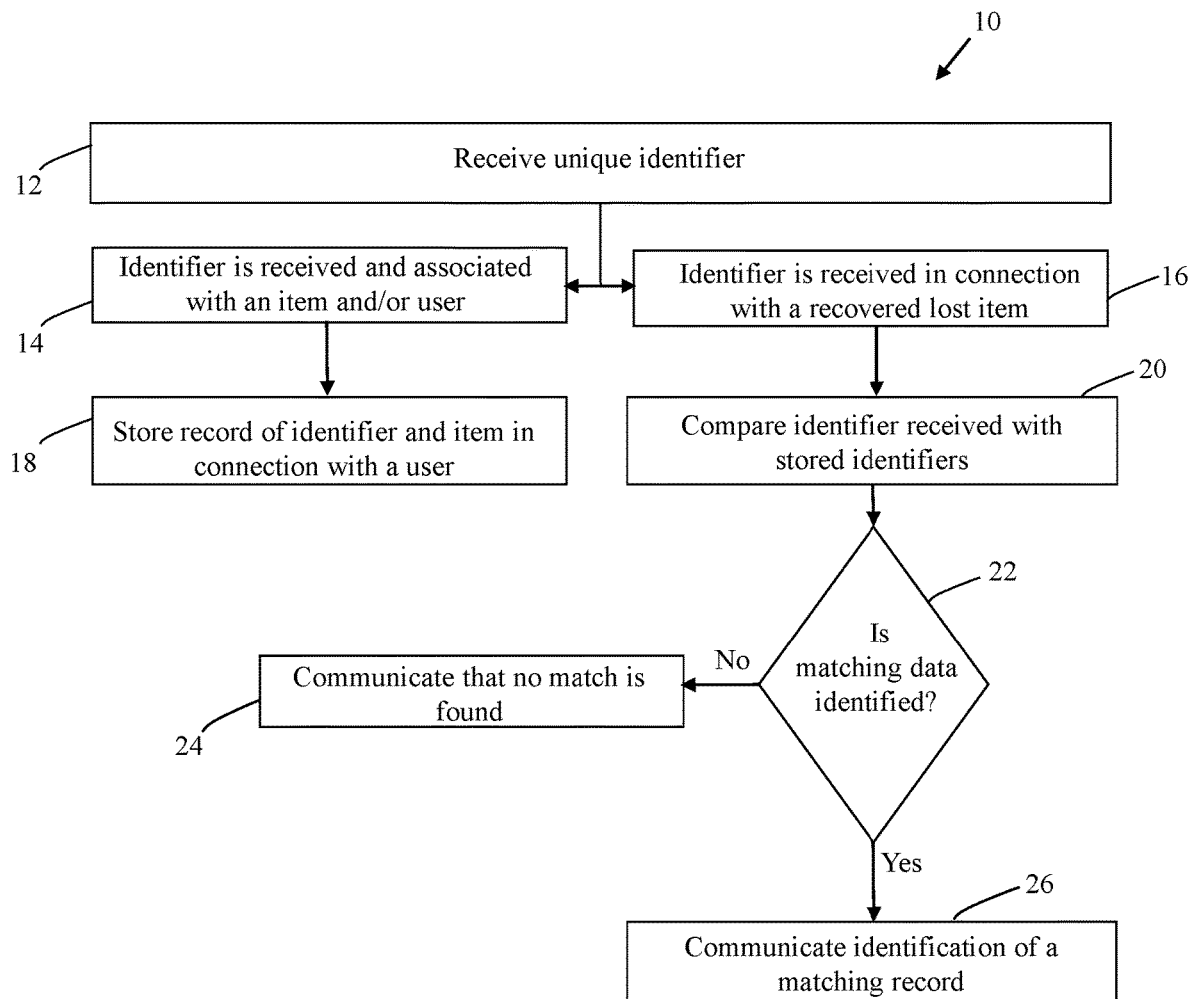 10
Receive unique identifier
12
Identifier is received and associated
with an item and/or user
14
Identifier is received in connection
with a recovered lost item
16
Store record of identifier and item in
connection with a user
18
20
Compare identifier received with
stored identifiers
22
Is
matching data
identified?
No
Communicate that no match is
found
24
Yes
26
Communicate identification of a
matching record